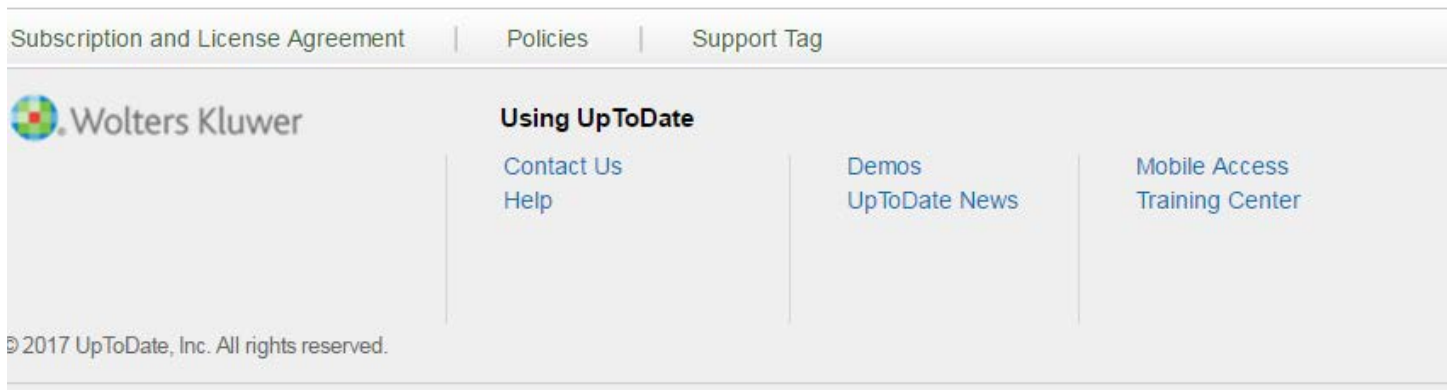 Subscription and License Agreement | Policies | Support Tag
Wolters Kluwer
Using UpToDate
Contact Us
Help
Demos
UpToDate News
Mobile Access
Training Center
© 2017 UpToDate, Inc. All rights reserved.